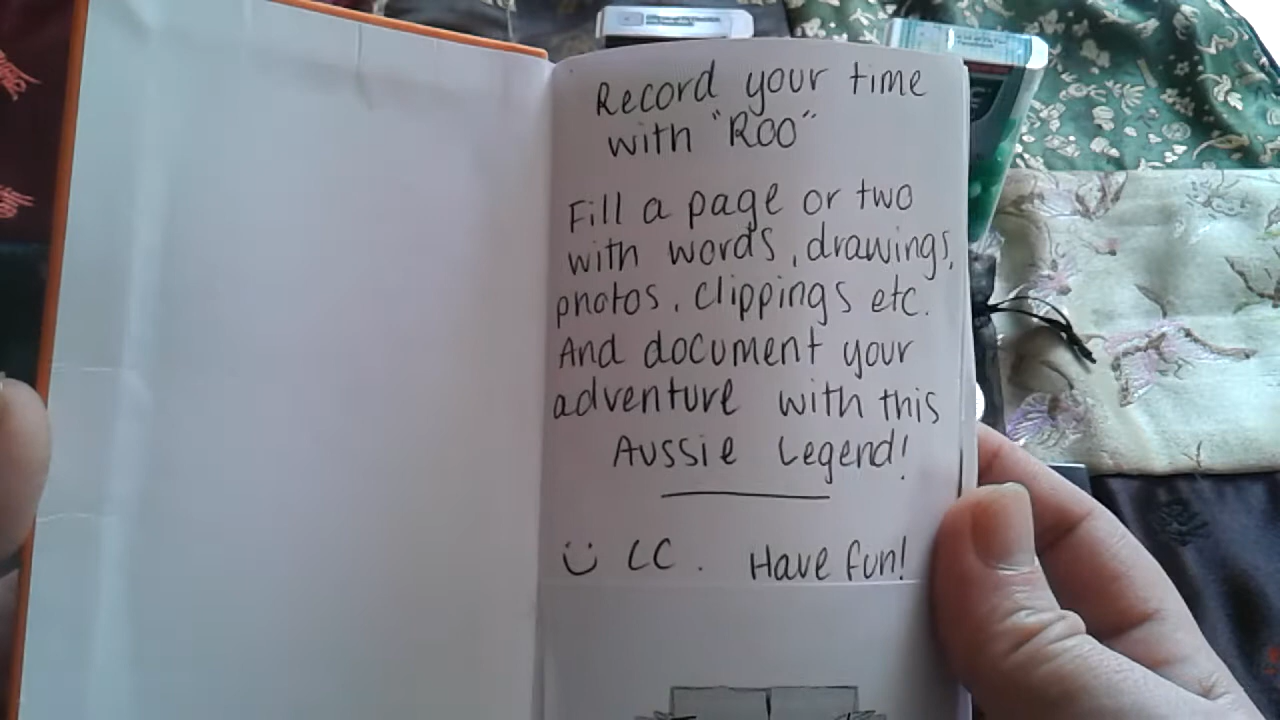 Record your time
with "Roo"
Fill a page or two
with words, drawings,
photos, clippings etc.
And document your
adventure with this
Aussie Legend!
LC. Have fun!